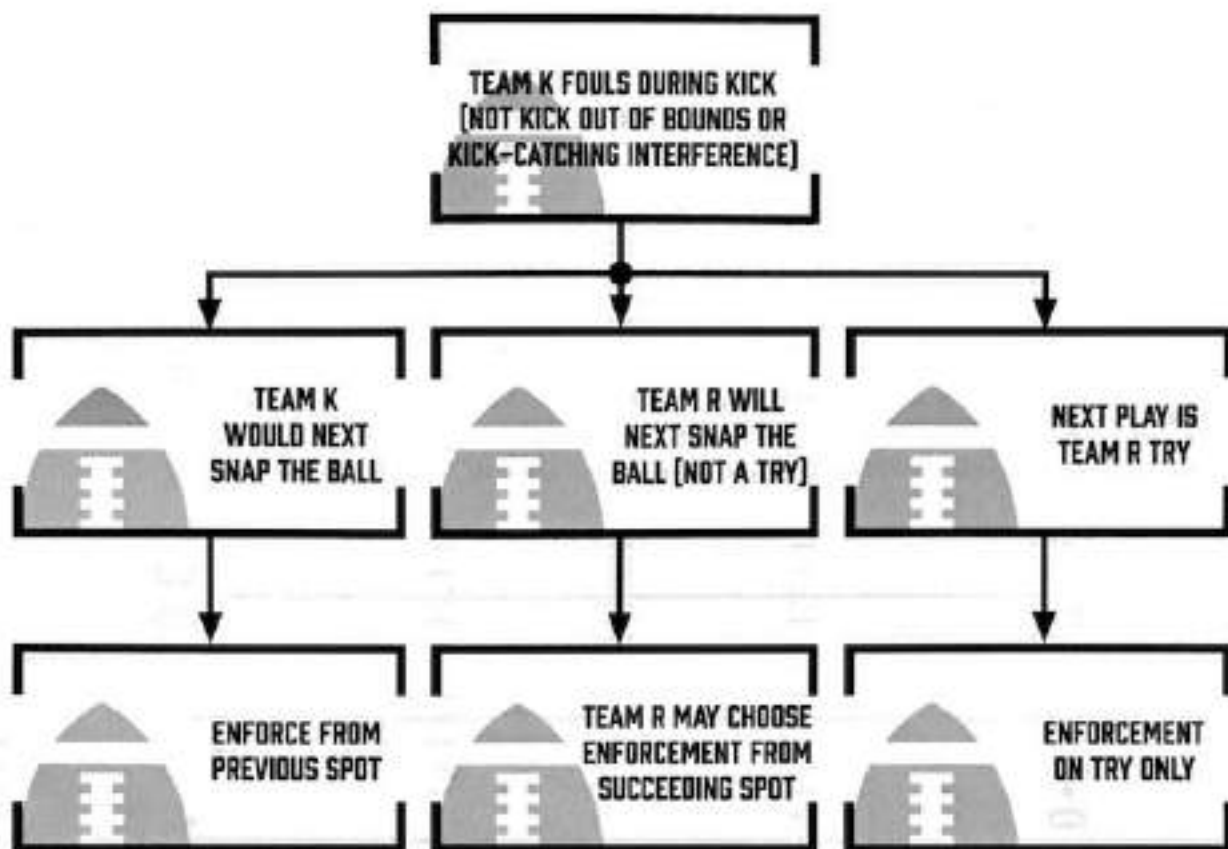 TEAM K FOULS DURING KICK
[NOT KICK OUT OF BOUNDS OR
KICK-CATCHING INTERFERENCE]
TEAM K
WOULD NEXT
SNAP THE BALL
TEAM R WILL
NEXT SNAP THE
BALL [NOT A TRY]
NEXT PLAY IS
TEAM R TRY
ENFORCE FROM
PREVIOUS SPOT
TEAM R MAY CHOOSE
ENFORCEMENT FROM
SUCCEEDING SPOT
ENFORCEMENT
ON TRY ONLY